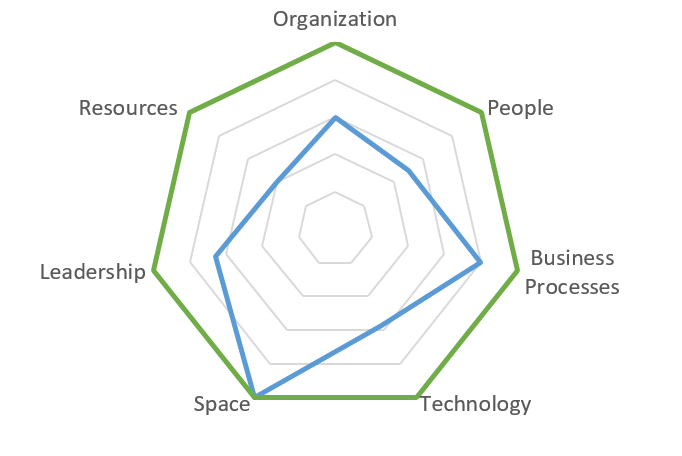 Organization
Resources
People
Leadership
Business
Processes
Space
Technology